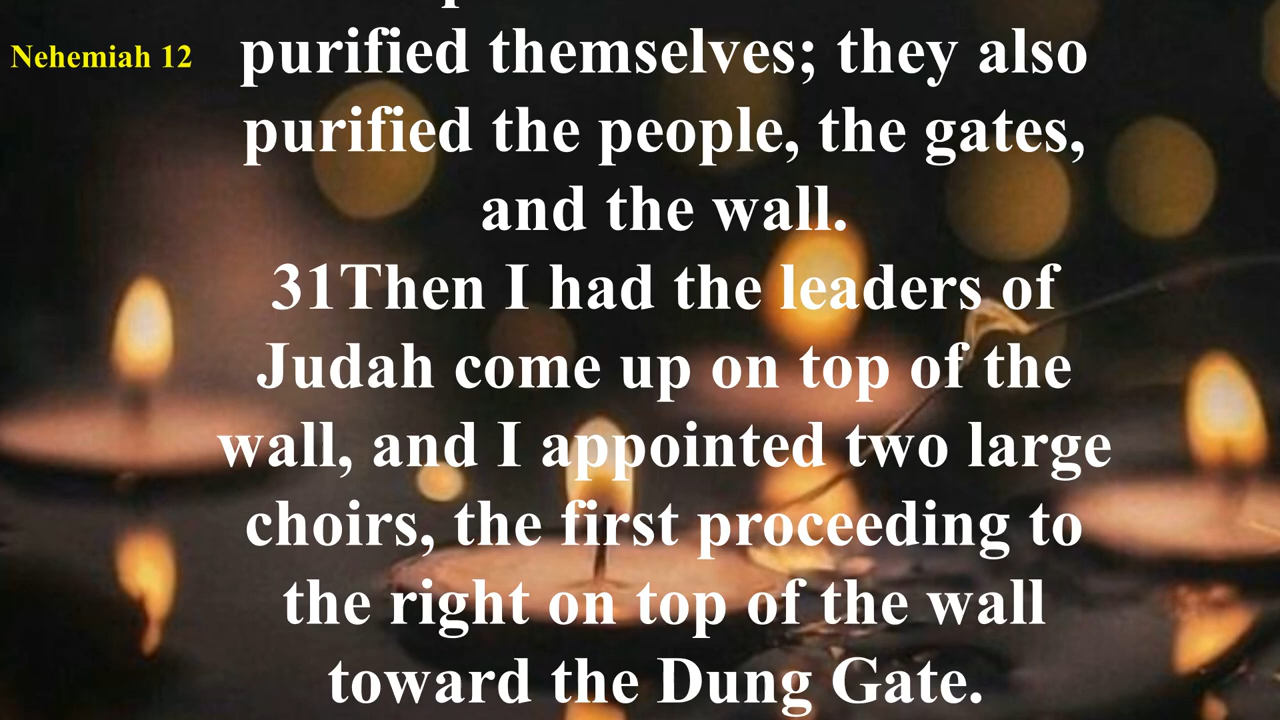 Nehemiah 12
purified themselves; they also
purified the people, the gates,
and the wall.
31Then I had the leaders of
Judah come up on top of the
wall, and I appointed two large
choirs, the first proceeding to
the right on top of the wall
toward the Dung Gate.